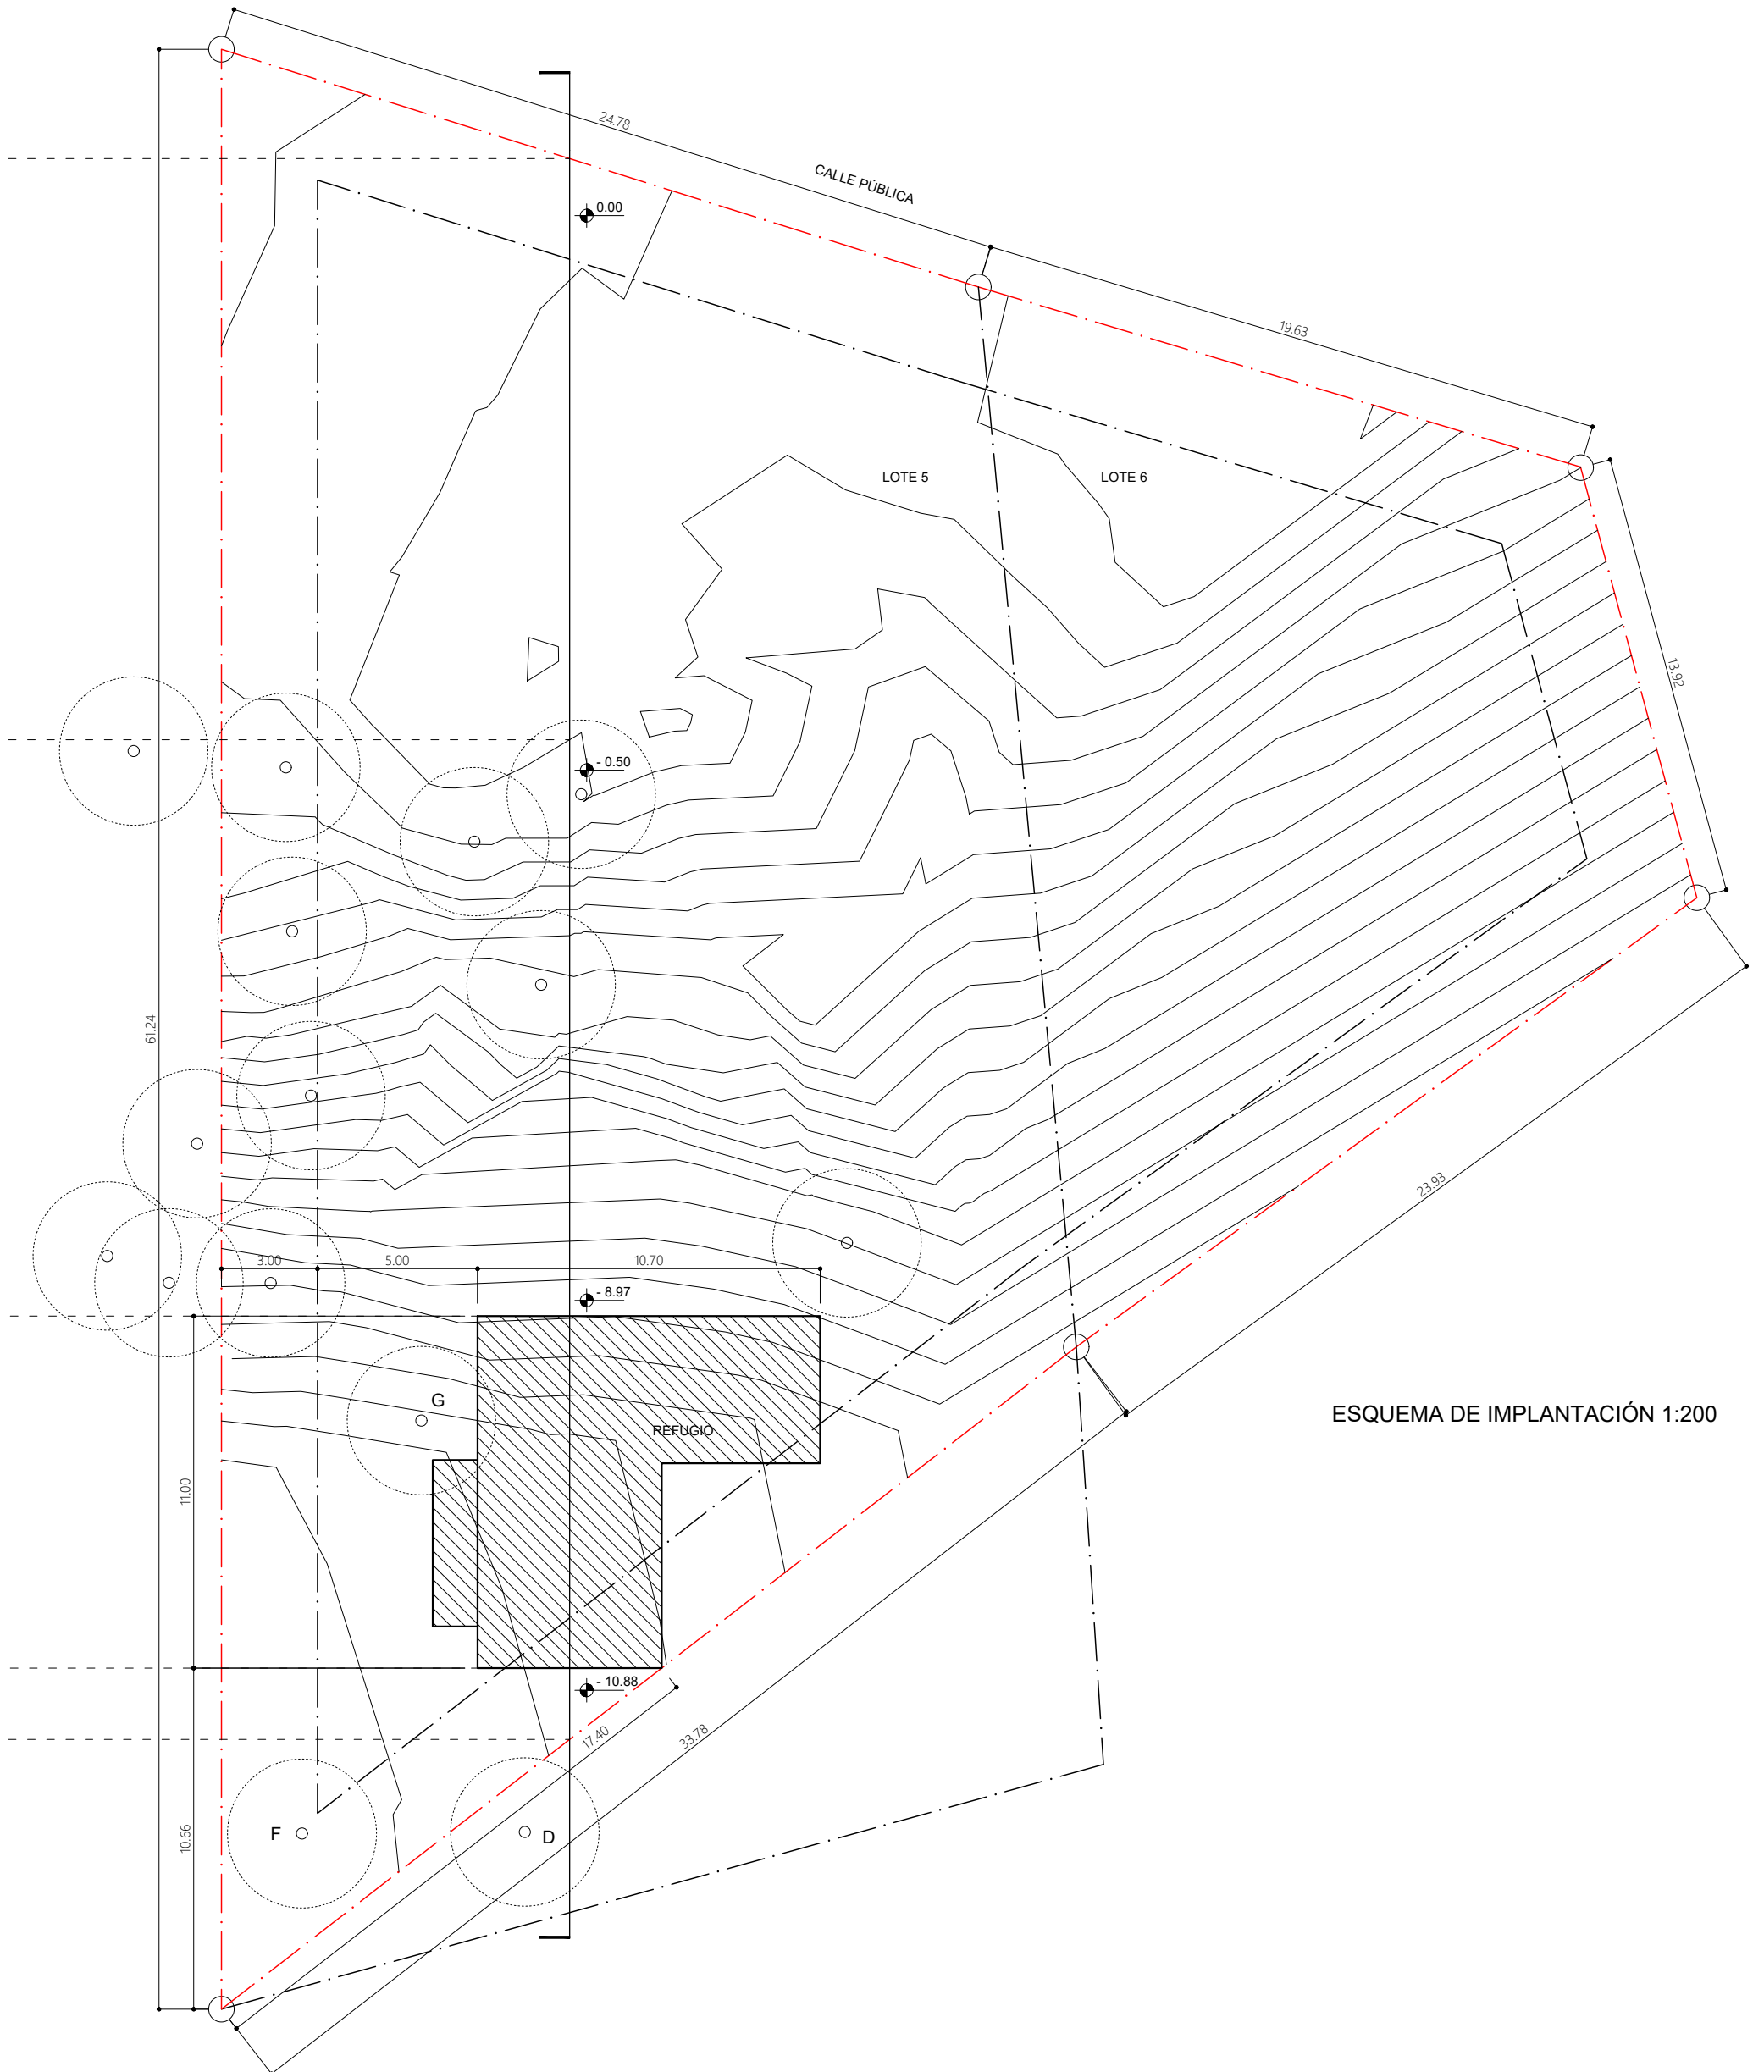 24.78
CALLE PÚBLICA
0.00
19.63
LOTE 5
LOTE 6
13.92
- 0.50
61.24
23.93
3.00
5.00
10.70
- 8.97
G
REFUGIO
ESQUEMA DE IMPLANTACIÓN 1:200
11.00
- 10.88
17.40
33.78
10.66
F
D